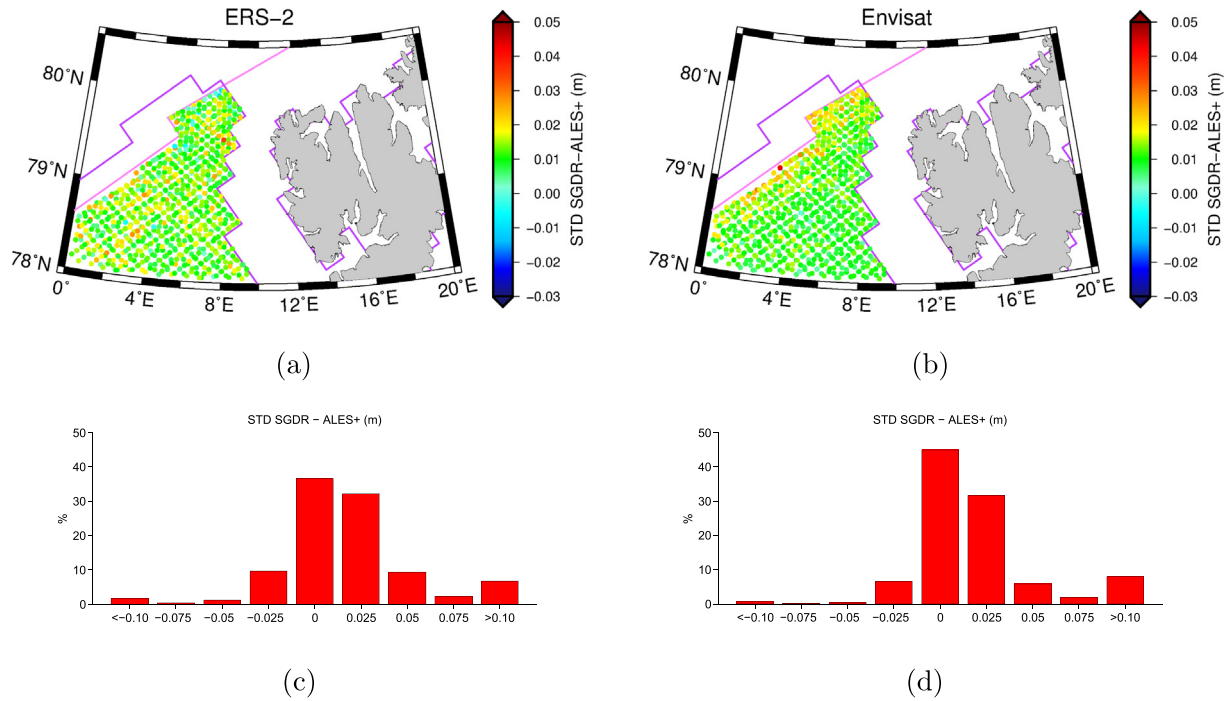 ERS−2
80°N
79°N
78°N
0°
4°E
8°E
12°E
16°E
20°E
0.05
0.04
0.03
0.02
0.01
0.00
−0.01
−0.02
−0.03
STD SGDR−ALES+ (m)
(a)
Envisat
80°N
79°N
78°N
0°
4°E
8°E
12°E
16°E
20°E
0.05
0.04
0.03
0.02
0.01
0.00
−0.01
−0.02
−0.03
STD SGDR−ALES+ (m)
(b)
STD SGDR − ALES+ (m)
50
40
30
20
10
0
%
<−0.10 −0.075 −0.05 −0.025 0 0.025 0.05 0.075 >0.10
(c)
STD SGDR − ALES+ (m)
50
40
30
20
10
0
%
<−0.10 −0.075 −0.05 −0.025 0 0.025 0.05 0.075 >0.10
(d)